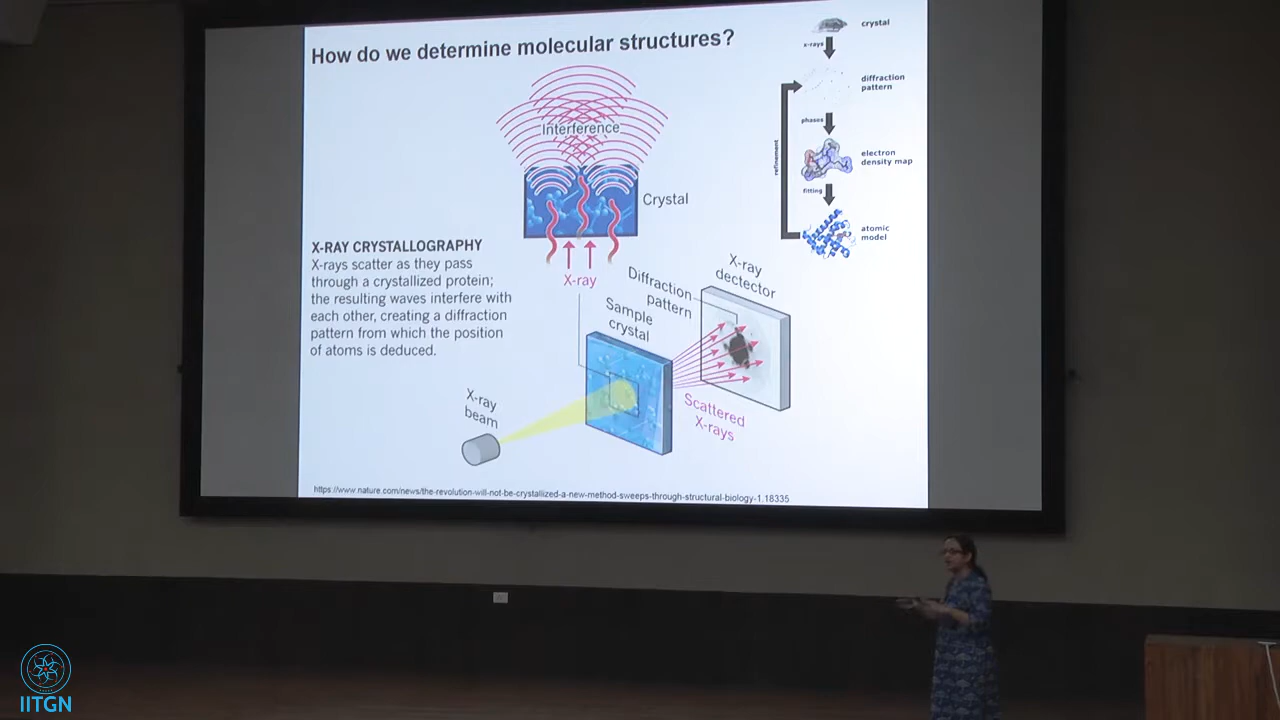 How do we determine molecular structures?
Interference
Crystal
X-ray
X-RAY CRYSTALLOGRAPHY
X-rays scatter as they pass
through a crystallized protein;
the resulting waves interfere with
each other, creating a diffraction
pattern from which the position
of atoms is deduced.
X-ray
beam
Sample
crystal
Diffraction
pattern
X-ray
dectector
Scattered
X-rays
crystal
x-rays
diffraction
pattern
phases
electron
density map
fitting
atomic
model
refinement
https://www.nature.com/news/the-revolution-will-not-be-crystallized-a-new-method-sweeps-through-structural-biology-1.18335
IITGN